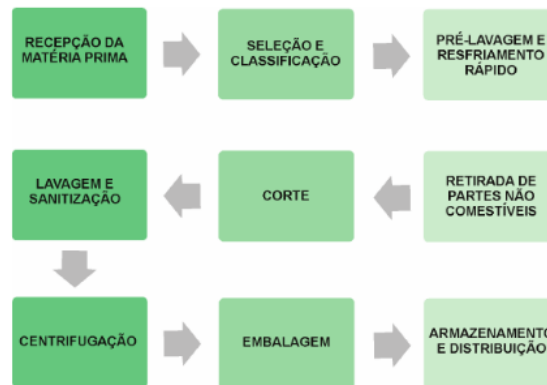 RECEPÇÃO DA
MATÉRIA PRIMA
SELEÇÃO E
CLASSIFICAÇÃO
PRÉ-LAVAGEM E
RESFRIAMENTO
RÁPIDO
RETIRADA DE
PARTES NÃO
COMESTÍVEIS
CORTE
LAVAGEM E
SANITIZAÇÃO
CENTRIFUGAÇÃO
EMBALAGEM
ARMAZENAMENTO
E DISTRIBUIÇÃO